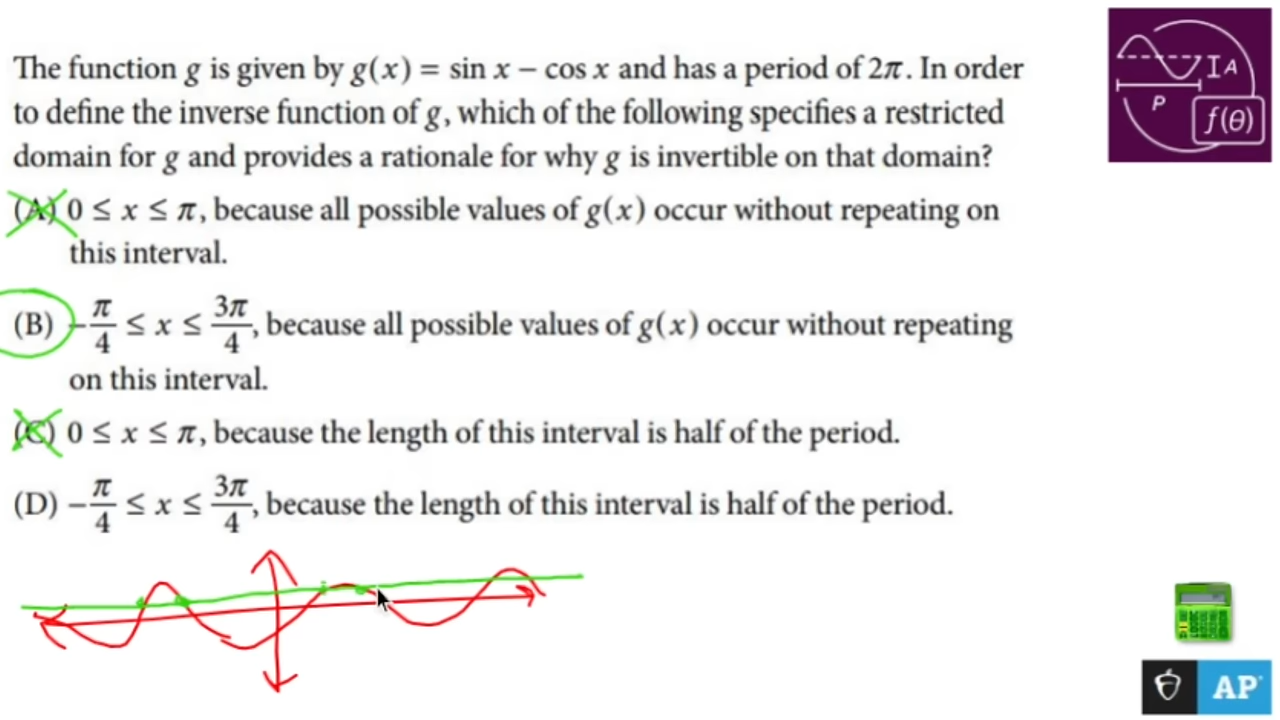 The function g is given by g(x) = sin x − cos x and has a period of 2π. In order
to define the inverse function of g, which of the following specifies a restricted
domain for g and provides a rationale for why g is invertible on that domain?
(A) 0 ≤ x ≤ π, because all possible values of g(x) occur without repeating on
this interval.
(B) −π/4 ≤ x ≤ 3π/4, because all possible values of g(x) occur without repeating
on this interval.
(C) 0 ≤ x ≤ π, because the length of this interval is half of the period.
(D) −π/4 ≤ x ≤ 3π/4, because the length of this interval is half of the period.
A
P
f(θ)
AP